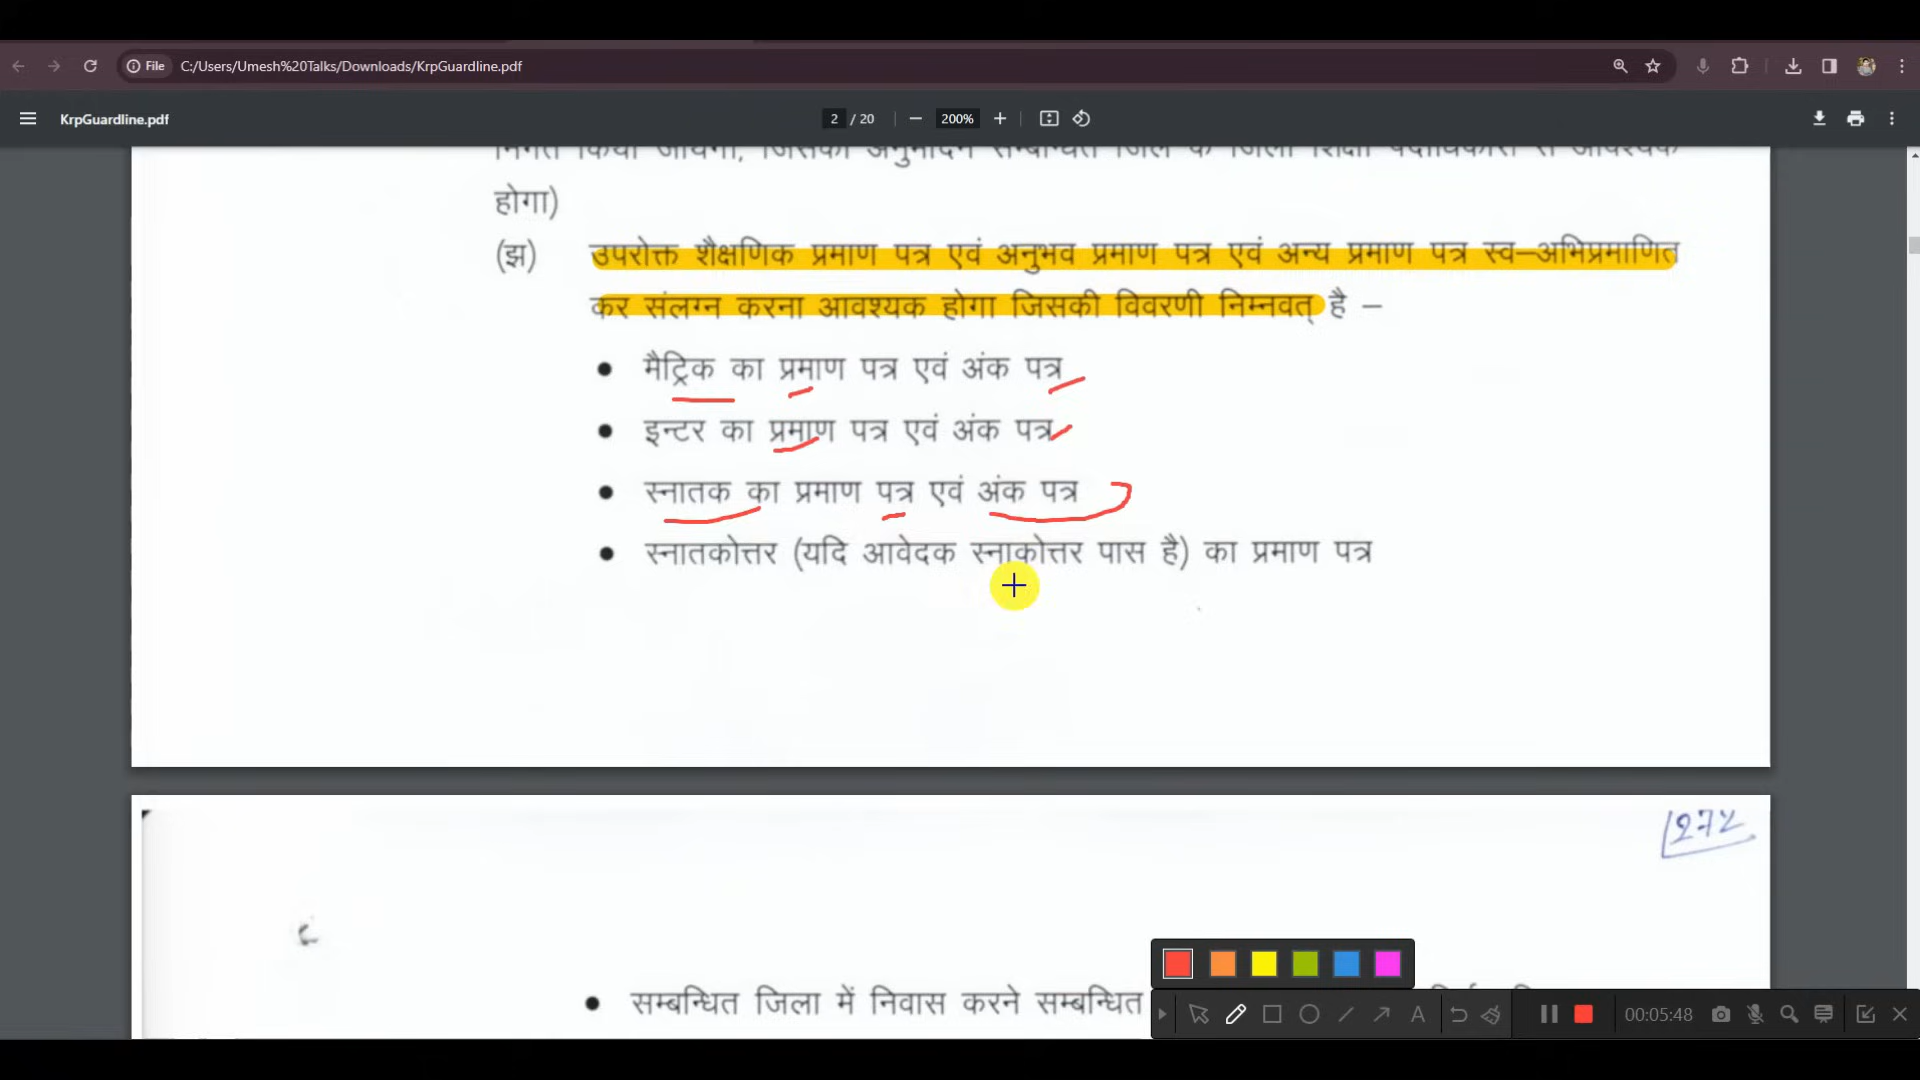 File C:/Users/Umesh%20Talks/Downloads/KrpGuardline.pdf
KrpGuardline.pdf 2 / 20 200%
होगा)
(झ) उपरोक्त शैक्षणिक प्रमाण पत्र एवं अनुभव प्रमाण पत्र एवं अन्य प्रमाण पत्र स्व–अभिप्रमाणित
कर संलग्न करना आवश्यक होगा जिसकी विवरणी निम्नवत् है –
• मैट्रिक का प्रमाण पत्र एवं अंक पत्र
• इन्टर का प्रमाण पत्र एवं अंक पत्र
• स्नातक का प्रमाण पत्र एवं अंक पत्र
• स्नातकोत्तर (यदि आवेदक स्नाकोत्तर पास है) का प्रमाण पत्र
272
• सम्बन्धित जिला में निवास करने सम्बन्धित
00:05:48